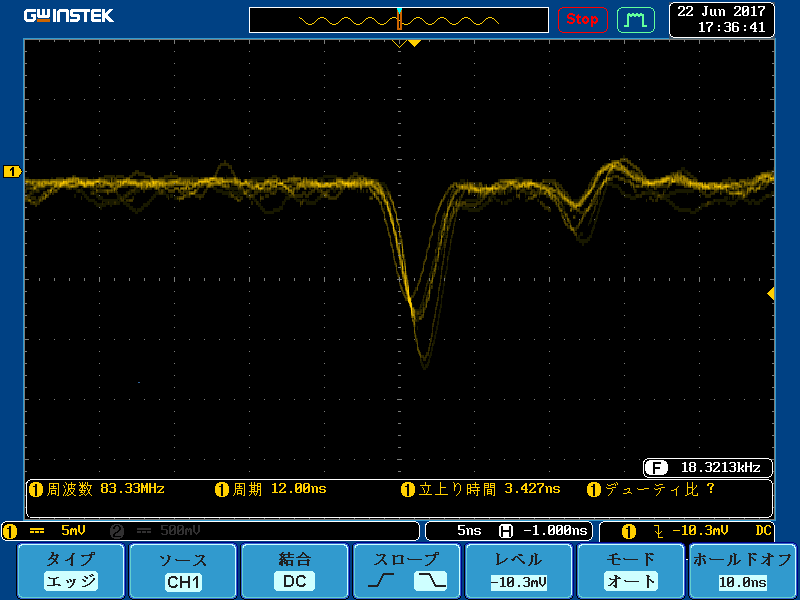 GWINSTEK
Stop
22 Jun 2017
17:36:41
1
F 18.3213kHz
1 周波数 83.33MHz 1 周期 12.00ns 1 立上り時間 3.427ns 1 デューティ比 ?
1 5mV 2 500mV 5ns H -1.000ns 1 -10.3mV DC
タイプ ソース 結合 スロープ レベル モード ホールドオフ
エッジ CH1 DC -10.3mV オート 10.0ns